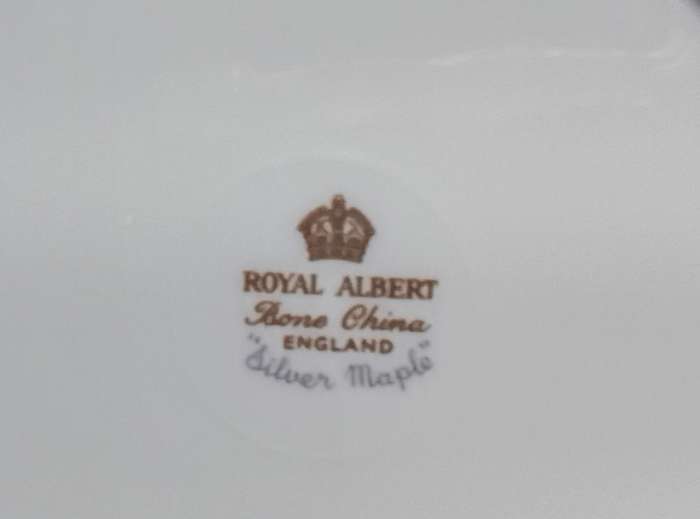 ROYAL ALBERT
Bone China
ENGLAND
"Silver Maple"